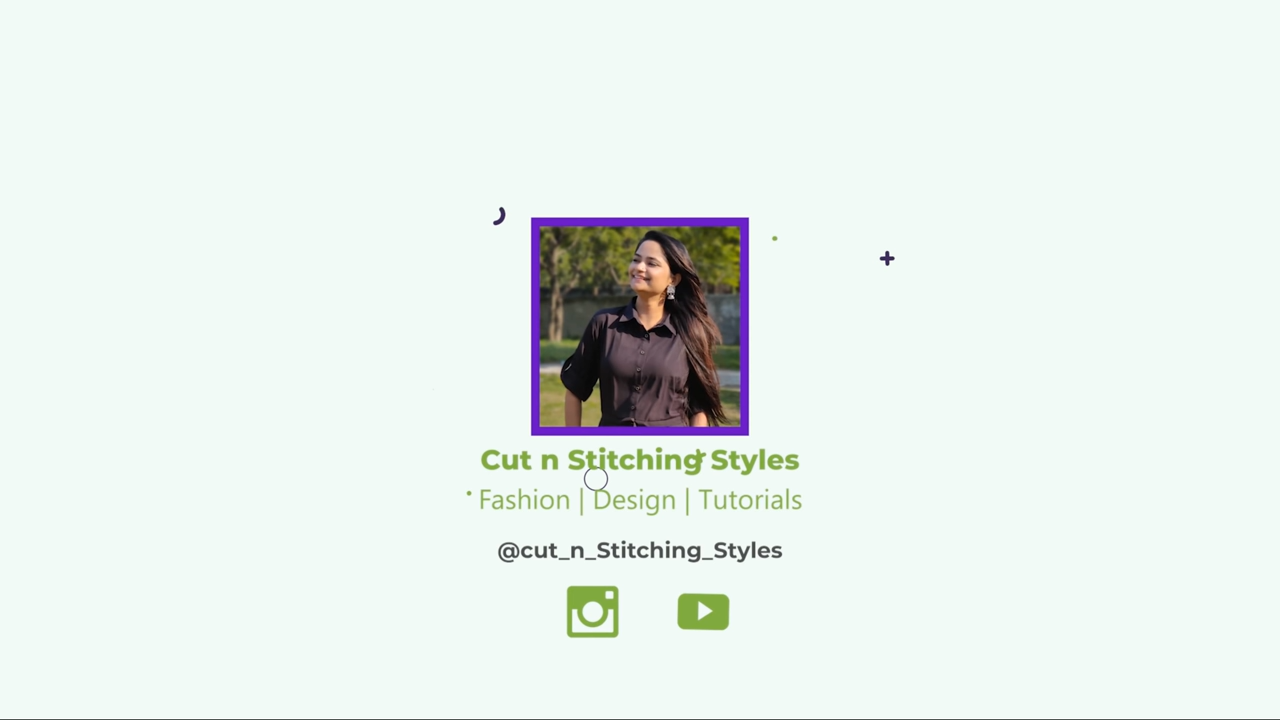 Cut n Stitching Styles
Fashion | Design | Tutorials
@cut_n_Stitching_Styles